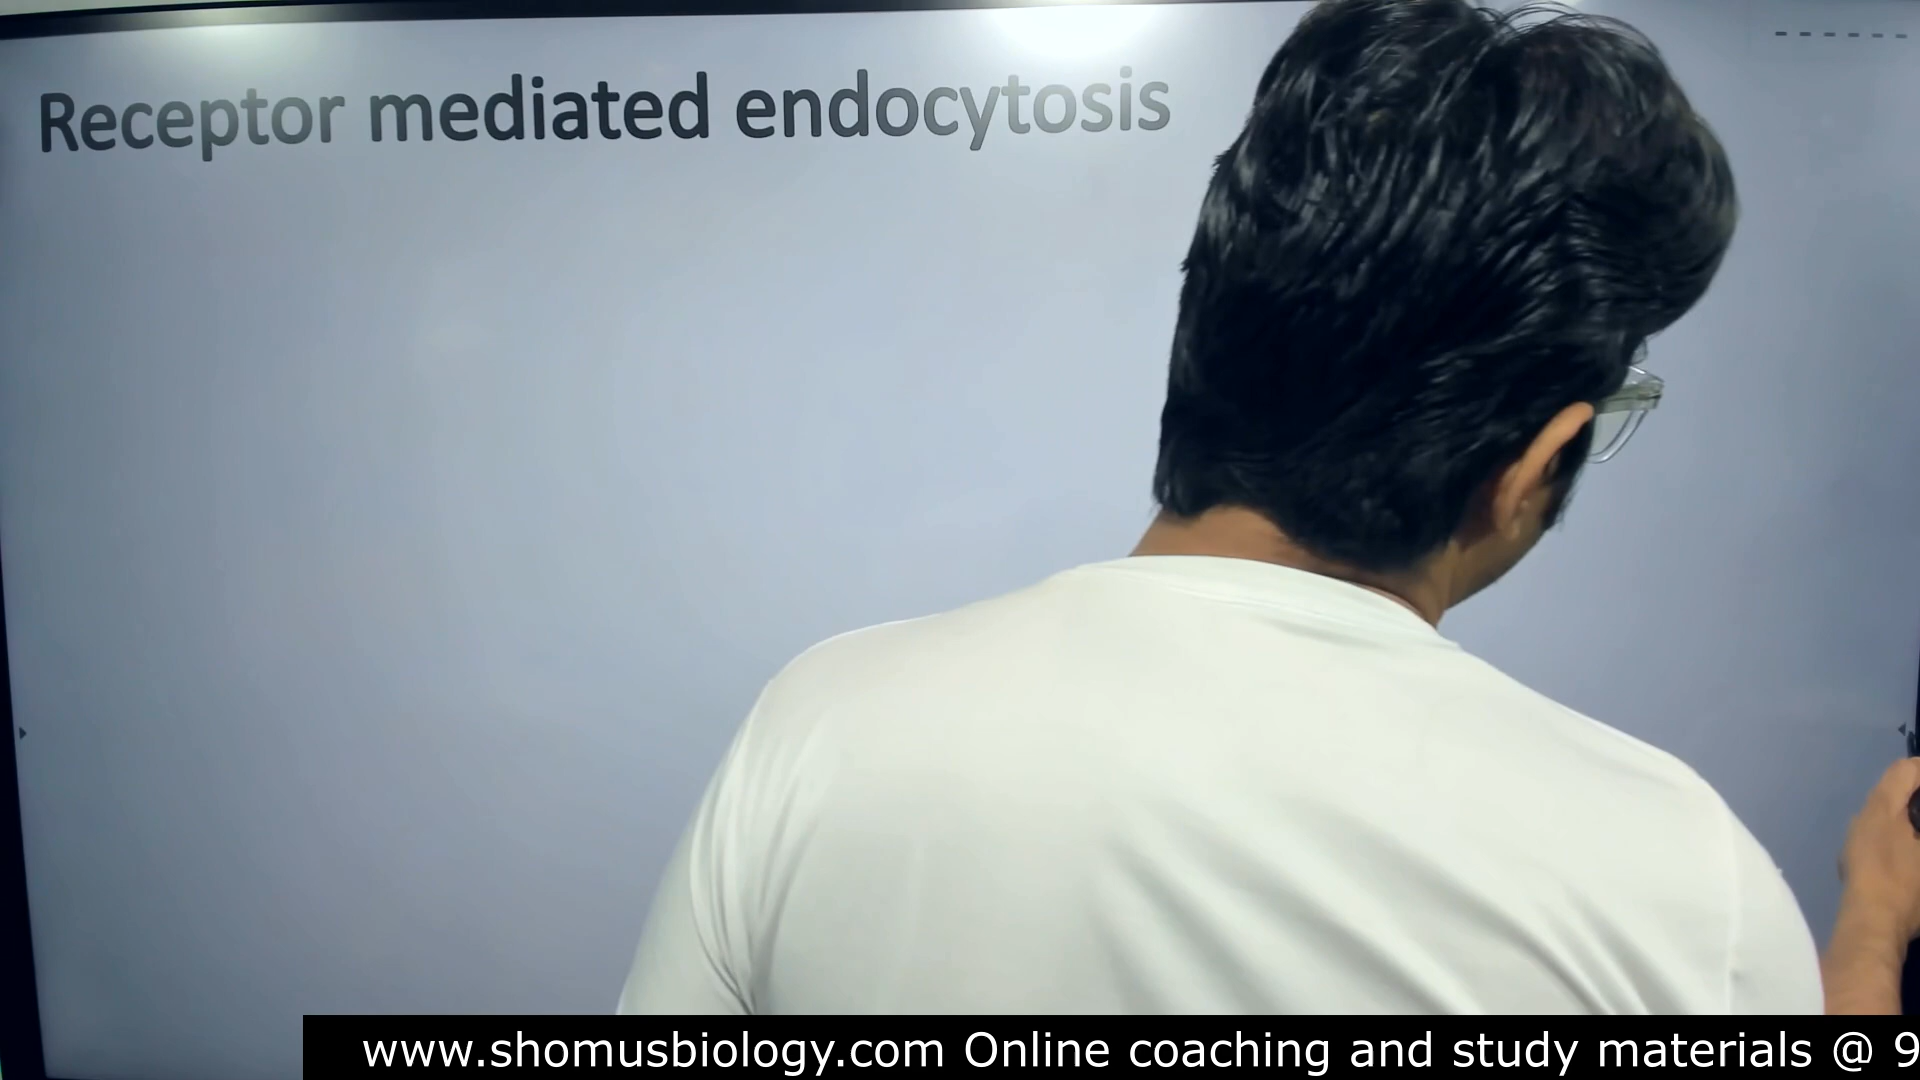 Receptor mediated endocytosis
www.shomusbiology.com Online coaching and study materials @ 9